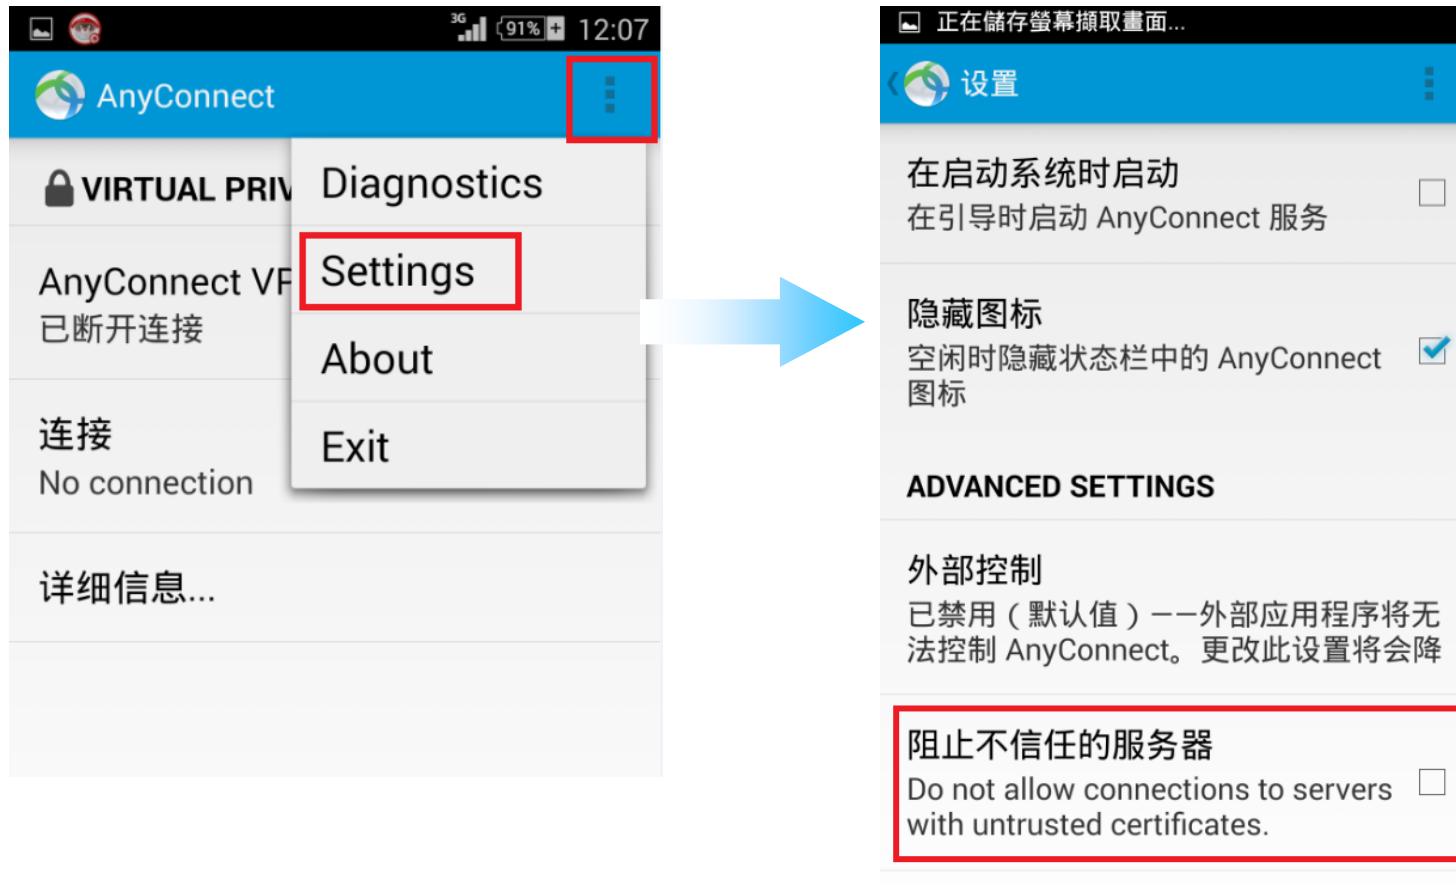 3G 91% 12:07
AnyConnect
VIRTUAL PRIV
Diagnostics
Settings
About
Exit
AnyConnect VP
已断开连接
连接
No connection
详细信息...
正在儲存螢幕擷取畫面...
设置
在启动系统时启动
在引导时启动 AnyConnect 服务
隐藏图标
空闲时隐藏状态栏中的 AnyConnect
图标
ADVANCED SETTINGS
外部控制
已禁用（默认值）——外部应用程序将无
法控制 AnyConnect。更改此设置将会降
阻止不信任的服务器
Do not allow connections to servers
with untrusted certificates.